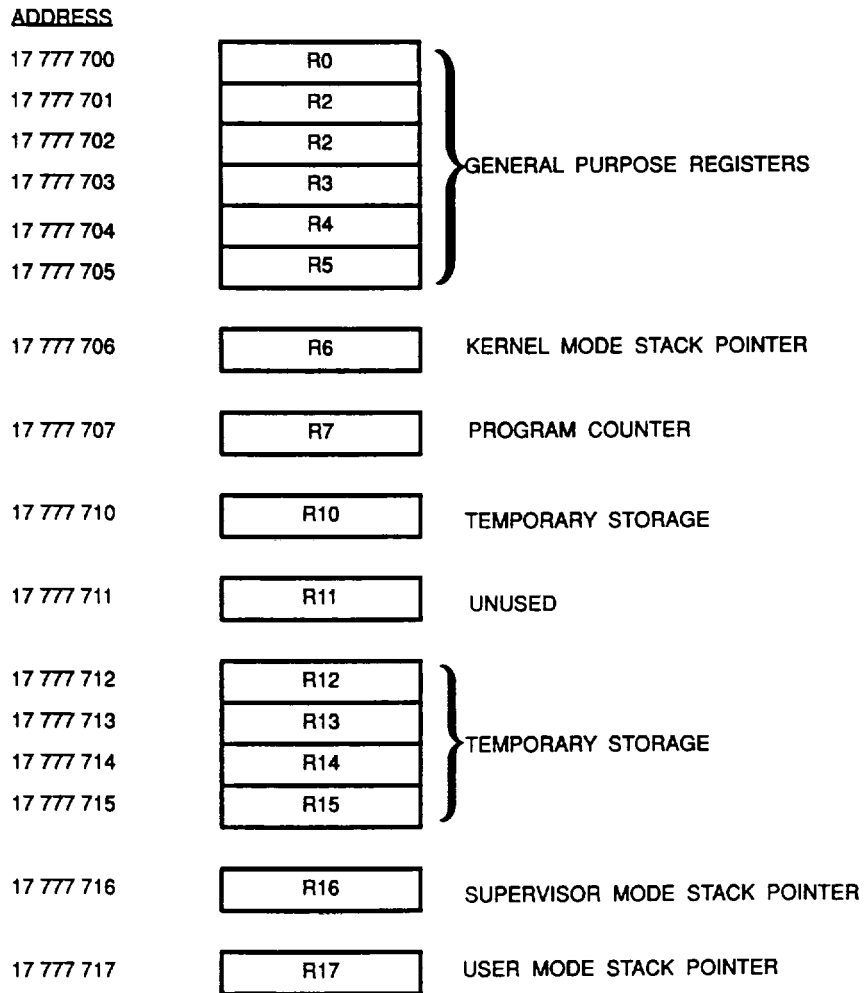 ADDRESS
17 777 700 R0
17 777 701 R2
17 777 702 R2
17 777 703 R3
17 777 704 R4
17 777 705 R5
GENERAL PURPOSE REGISTERS
17 777 706 R6 KERNEL MODE STACK POINTER
17 777 707 R7 PROGRAM COUNTER
17 777 710 R10 TEMPORARY STORAGE
17 777 711 R11 UNUSED
17 777 712 R12
17 777 713 R13
17 777 714 R14
17 777 715 R15
TEMPORARY STORAGE
17 777 716 R16 SUPERVISOR MODE STACK POINTER
17 777 717 R17 USER MODE STACK POINTER